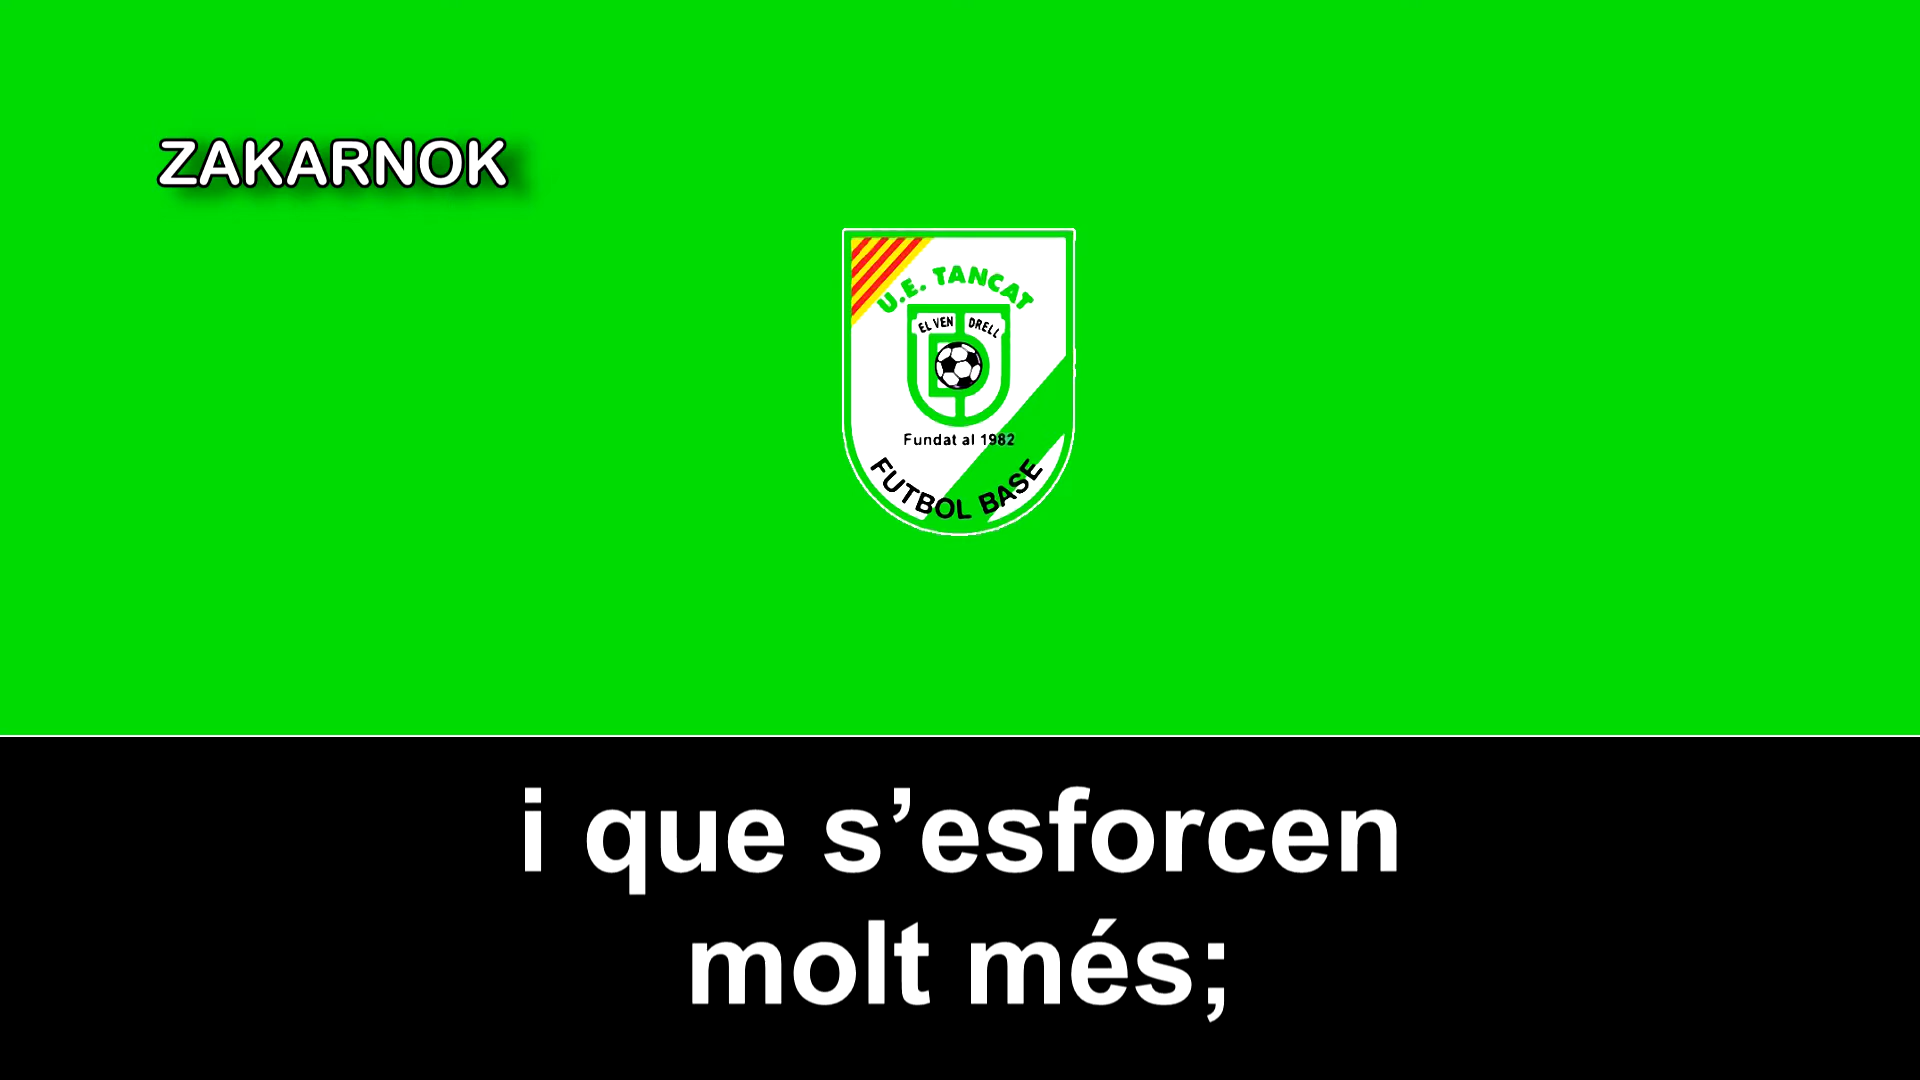 ZAKARNOK
U.E. TANCAT
EL VEN DRELL
Fundat al 1982
FUTBOL BASE
i que s’esforcen
molt més;